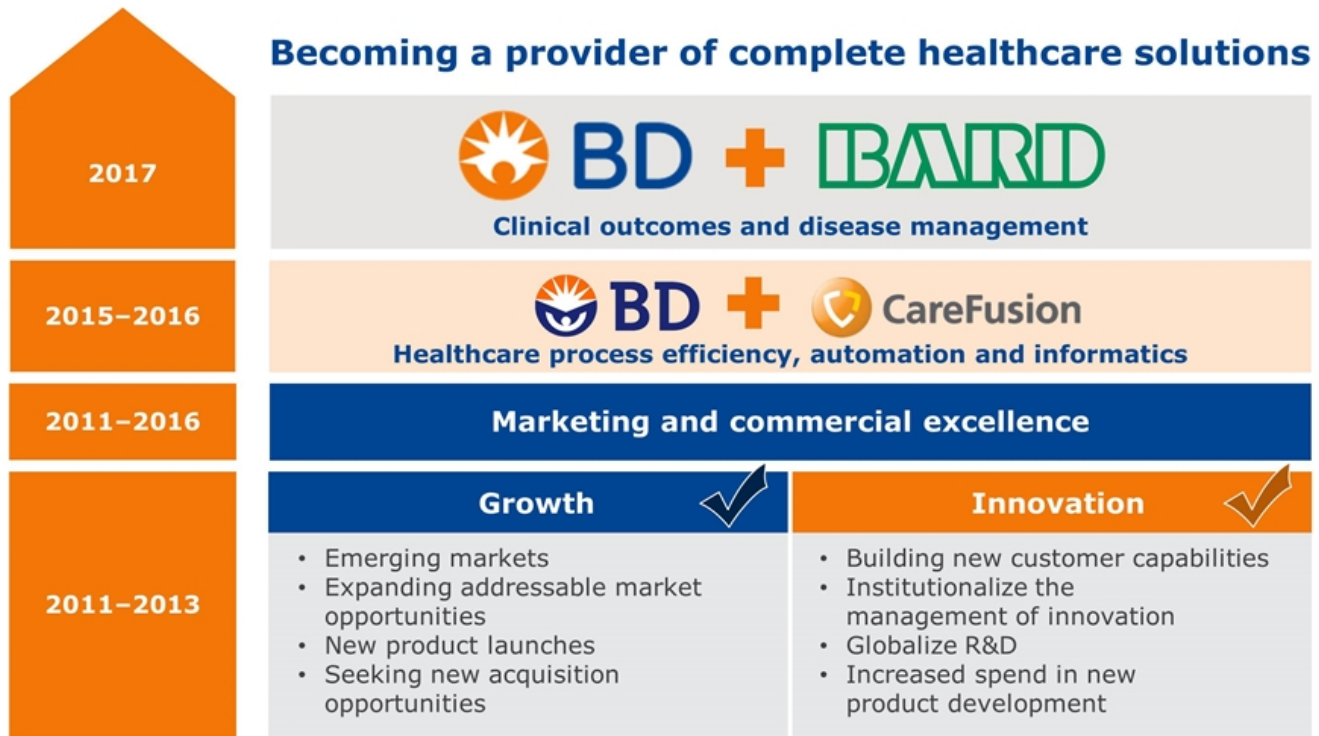 Becoming a provider of complete healthcare solutions
2017
BD + BARD
Clinical outcomes and disease management
2015–2016
BD + CareFusion
Healthcare process efficiency, automation and informatics
2011–2016
Marketing and commercial excellence
2011–2013
Growth
• Emerging markets
• Expanding addressable market
opportunities
• New product launches
• Seeking new acquisition
opportunities
Innovation
• Building new customer capabilities
• Institutionalize the
management of innovation
• Globalize R&D
• Increased spend in new
product development